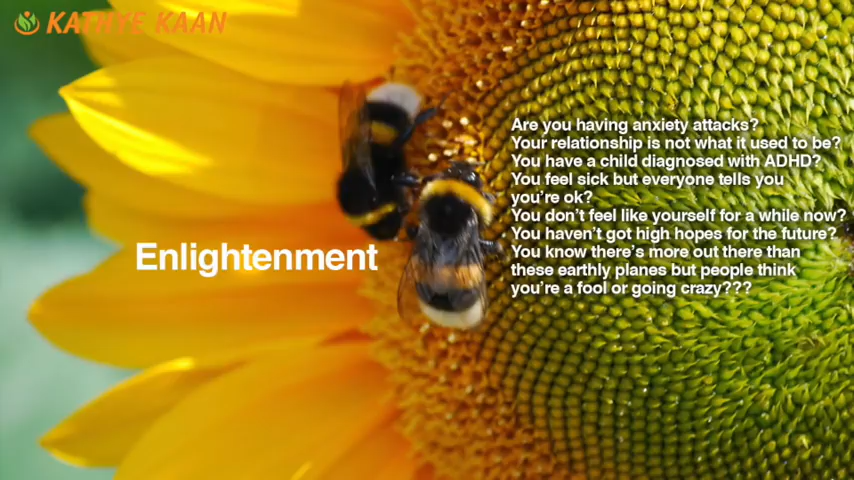 KATHYE KAAN
Enlightenment
Are you having anxiety attacks?
Your relationship is not what it used to be?
You have a child diagnosed with ADHD?
You feel sick but everyone tells you
you're ok?
You don't feel like yourself for a while now?
You haven't got high hopes for the future?
You know there's more out there than
these earthly planes but people think
you're a fool or going crazy???